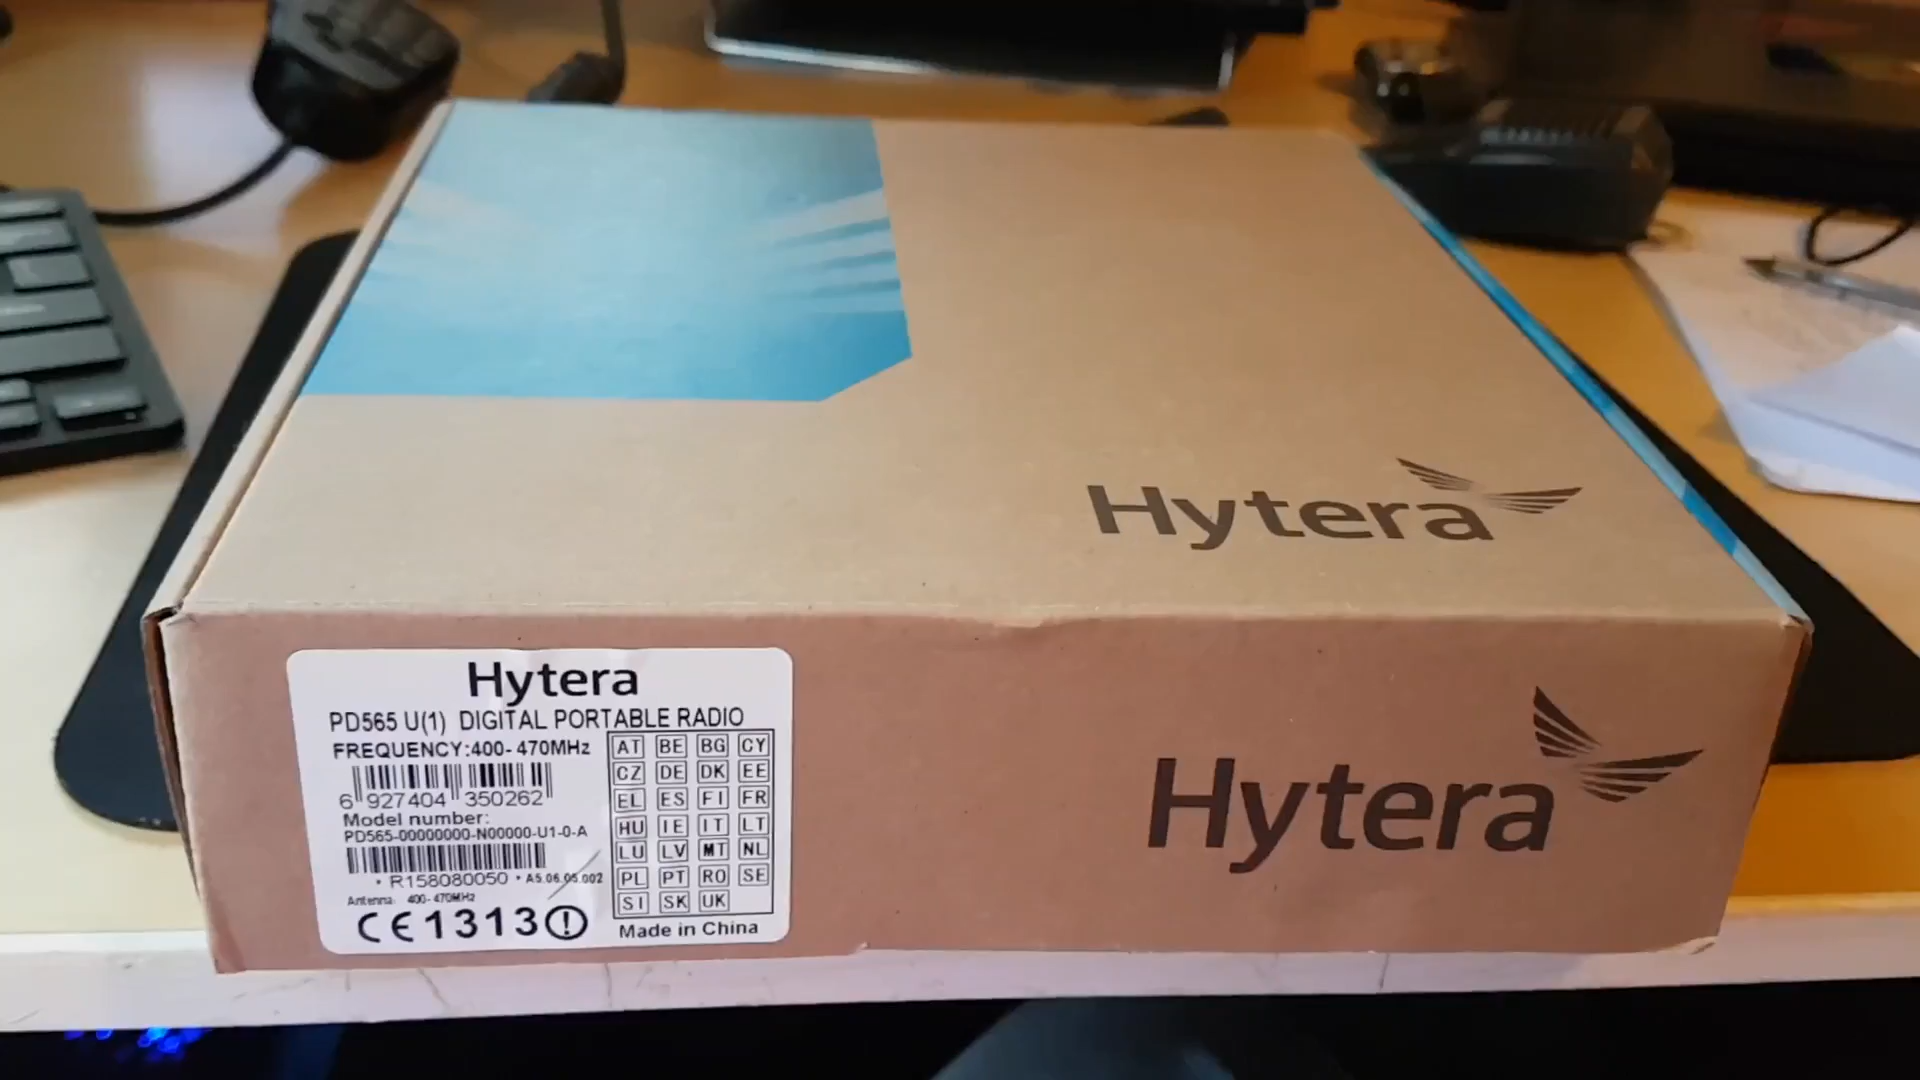 Hytera
Hytera
PD565 U(1) DIGITAL PORTABLE RADIO
FREQUENCY:400-470MHz
6 927404 350262
Model number:
PD565-00000000-N00000-U1-0-A
* R158080050 * A5.06.05.002
Antenna: 400-470MHz
CE1313
AT BE BG CY
CZ DE DK EE
EL ES FI FR
HU IE IT LT
LU LV MT NL
PL PT RO SE
SI SK UK
Made in China
Hytera